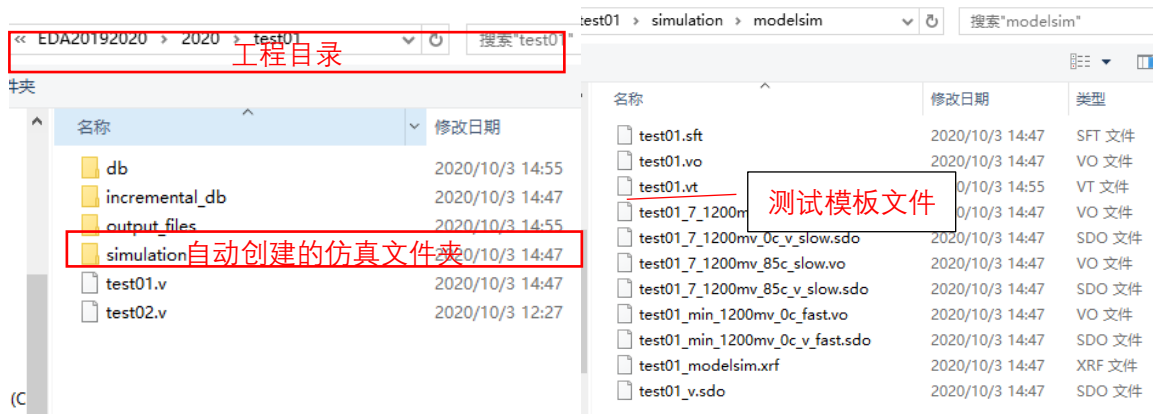 « EDA20192020 › 2020 › test01
搜索"test01"
工程目录
件夹
名称
修改日期
db
2020/10/3 14:55
incremental_db
2020/10/3 14:47
output_files
2020/10/3 14:55
simulation
2020/10/3 14:47
自动创建的仿真文件夹
test01.v
2020/10/3 14:47
test02.v
2020/10/3 12:27
(C
test01 › simulation › modelsim
搜索"modelsim"
名称
修改日期
类型
test01.sft
2020/10/3 14:47
SFT 文件
test01.vo
2020/10/3 14:47
VO 文件
test01.vt
2020/10/3 14:55
VT 文件
测试模板文件
2020/10/3 14:47
VO 文件
test01_7_1200mv_0c_v_slow.sdo
2020/10/3 14:47
SDO 文件
test01_7_1200mv_85c_slow.vo
2020/10/3 14:47
VO 文件
test01_7_1200mv_85c_v_slow.sdo
2020/10/3 14:47
SDO 文件
test01_min_1200mv_0c_fast.vo
2020/10/3 14:47
VO 文件
test01_min_1200mv_0c_v_fast.sdo
2020/10/3 14:47
SDO 文件
test01_modelsim.xrf
2020/10/3 14:47
XRF 文件
test01_v.sdo
2020/10/3 14:47
SDO 文件